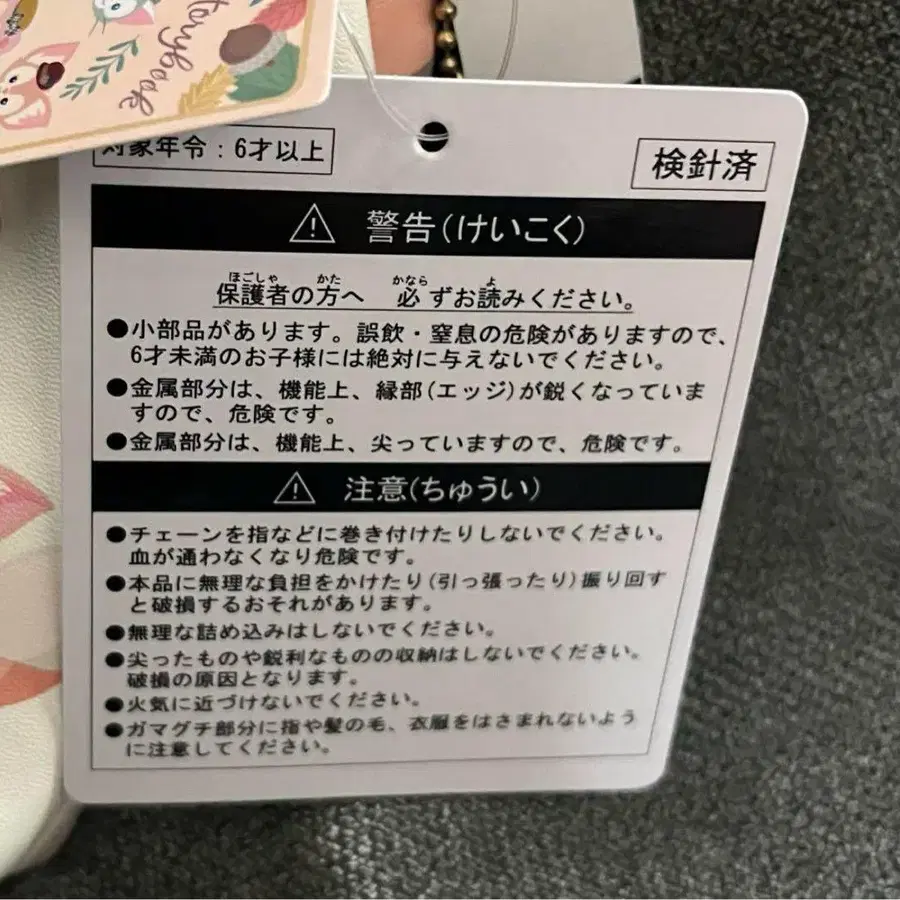 storybook
対象年令：6才以上
検針済
⚠ 警告(けいこく)
保護者の方へ 必ずお読みください。
ほごしゃ かた かなら よ
●小部品があります。誤飲・窒息の危険がありますので、
6才未満のお子様には絶対に与えないでください。
●金属部分は、機能上、縁部(エッジ)が鋭くなっていま
すので、危険です。
●金属部分は、機能上、尖っていますので、危険です。
⚠ 注意(ちゅうい)
●チェーンを指などに巻き付けたりしないでください。
血が通わなくなり危険です。
●本品に無理な負担をかけたり(引っ張ったり)振り回す
と破損するおそれがあります。
●無理な詰め込みはしないでください。
●尖ったものや鋭利なものの収納はしないでください。
破損の原因となります。
●火気に近づけないでください。
●ガマグチ部分に指や髪の毛、衣服をはさまれないよう
に注意してください。